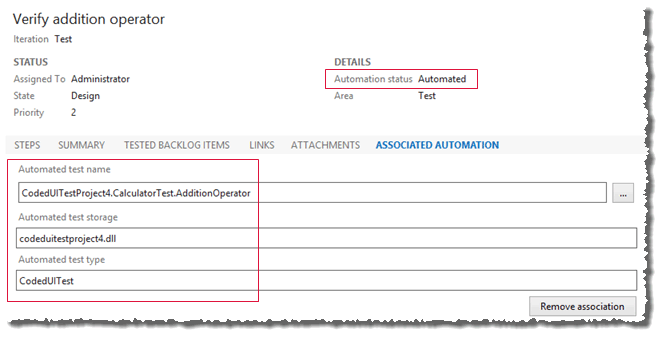 Verify addition operator
Iteration Test
STATUS
Assigned To Administrator
State Design
Priority 2
DETAILS
Automation status Automated
Area Test
STEPS SUMMARY TESTED BACKLOG ITEMS LINKS ATTACHMENTS ASSOCIATED AUTOMATION
Automated test name
CodedUITestProject4.CalculatorTest.AdditionOperator ...
Automated test storage
codeduitestproject4.dll
Automated test type
CodedUITest
Remove association